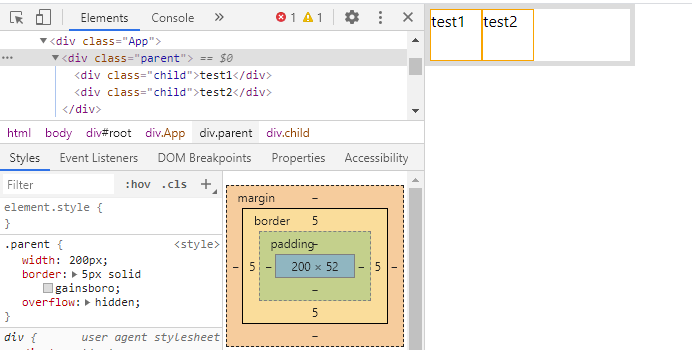 Elements Console » 1 1
<div class="App">
… <div class="parent"> == $0
<div class="child">test1</div>
<div class="child">test2</div>
</div>
html body div#root div.App div.parent div.child
Styles Event Listeners DOM Breakpoints Properties Accessibility
Filter :hov .cls +
element.style {
}
.parent { <style>
width: 200px;
border: 5px solid
gainsboro;
overflow: hidden;
}
div { user agent stylesheet
margin –
border 5
padding –
– 5 – 200 × 52 – 5 –
–
5
–
test1 test2